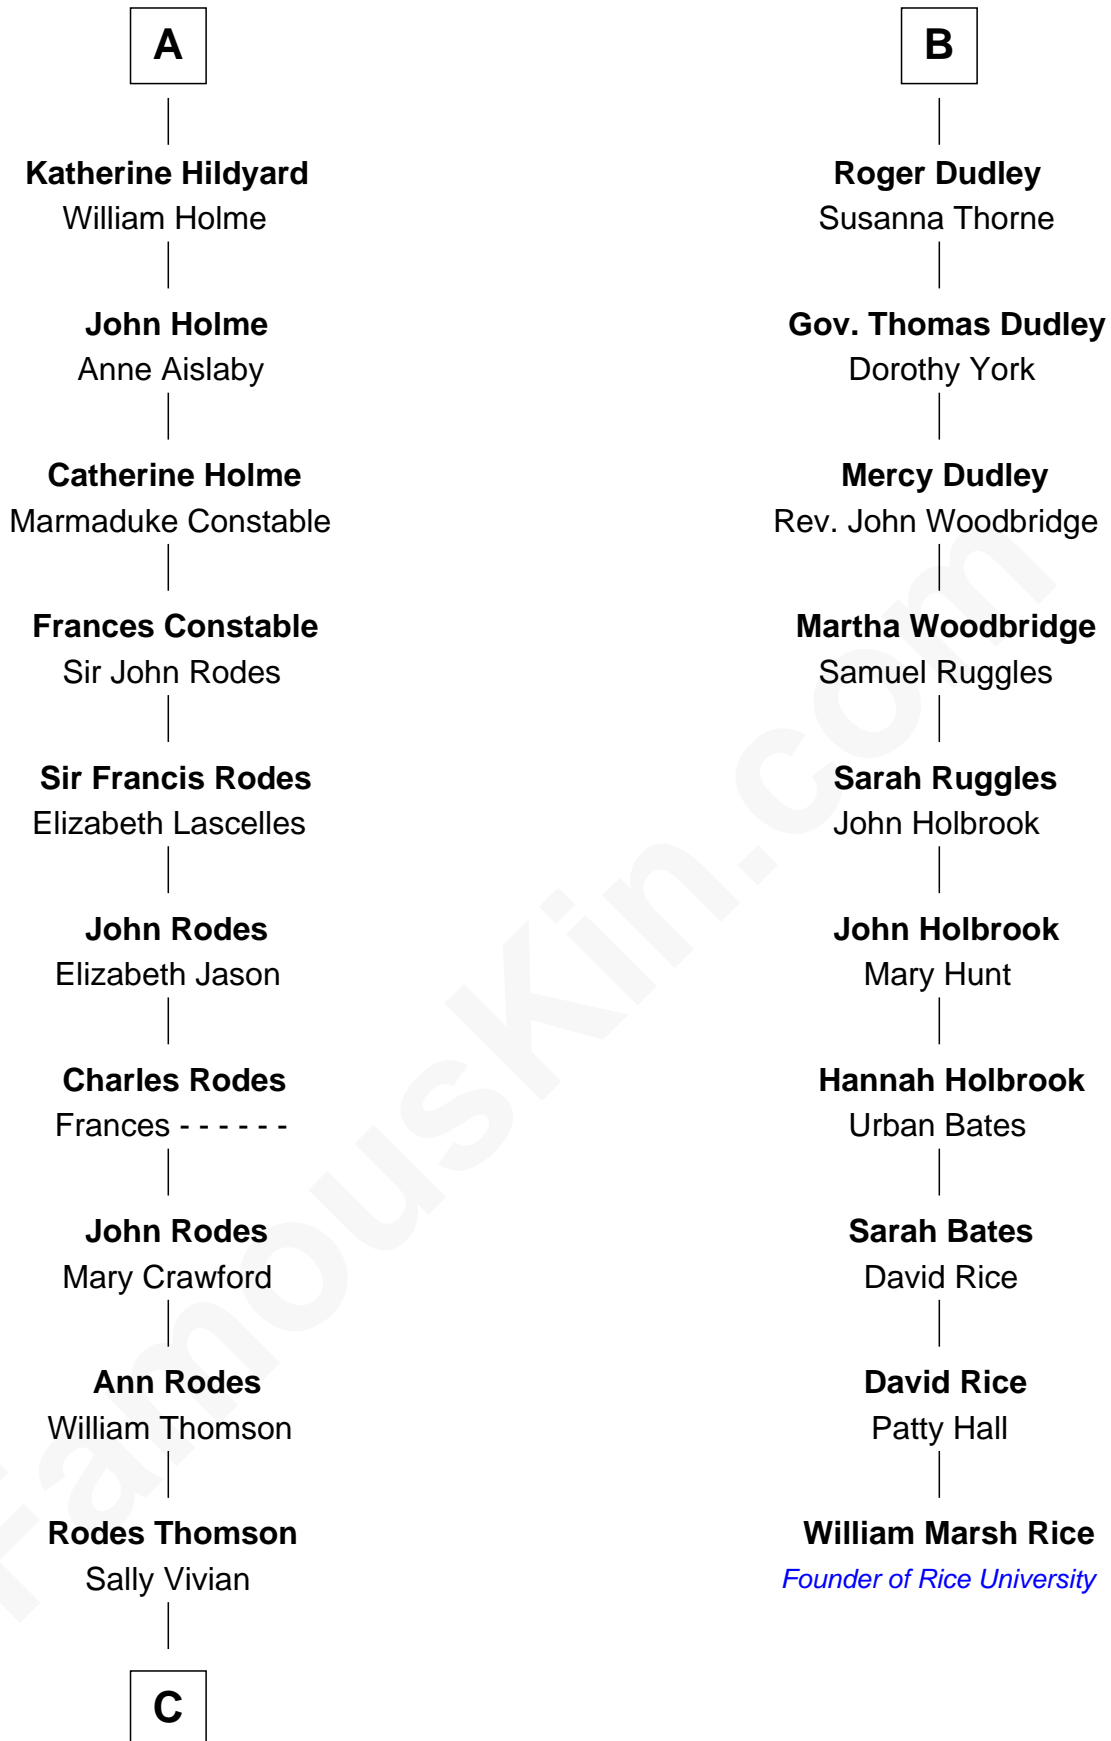 A
Katherine Hildyard
William Holme
John Holme
Anne Aislaby
Catherine Holme
Marmaduke Constable
Frances Constable
Sir John Rodes
Sir Francis Rodes
Elizabeth Lascelles
John Rodes
Elizabeth Jason
Charles Rodes
Frances - - - - - -
John Rodes
Mary Crawford
Ann Rodes
William Thomson
Rodes Thomson
Sally Vivian
C
B
Roger Dudley
Susanna Thorne
Gov. Thomas Dudley
Dorothy York
Mercy Dudley
Rev. John Woodbridge
Martha Woodbridge
Samuel Ruggles
Sarah Ruggles
John Holbrook
John Holbrook
Mary Hunt
Hannah Holbrook
Urban Bates
Sarah Bates
David Rice
David Rice
Patty Hall
William Marsh Rice
Founder of Rice University
FamousKin.com